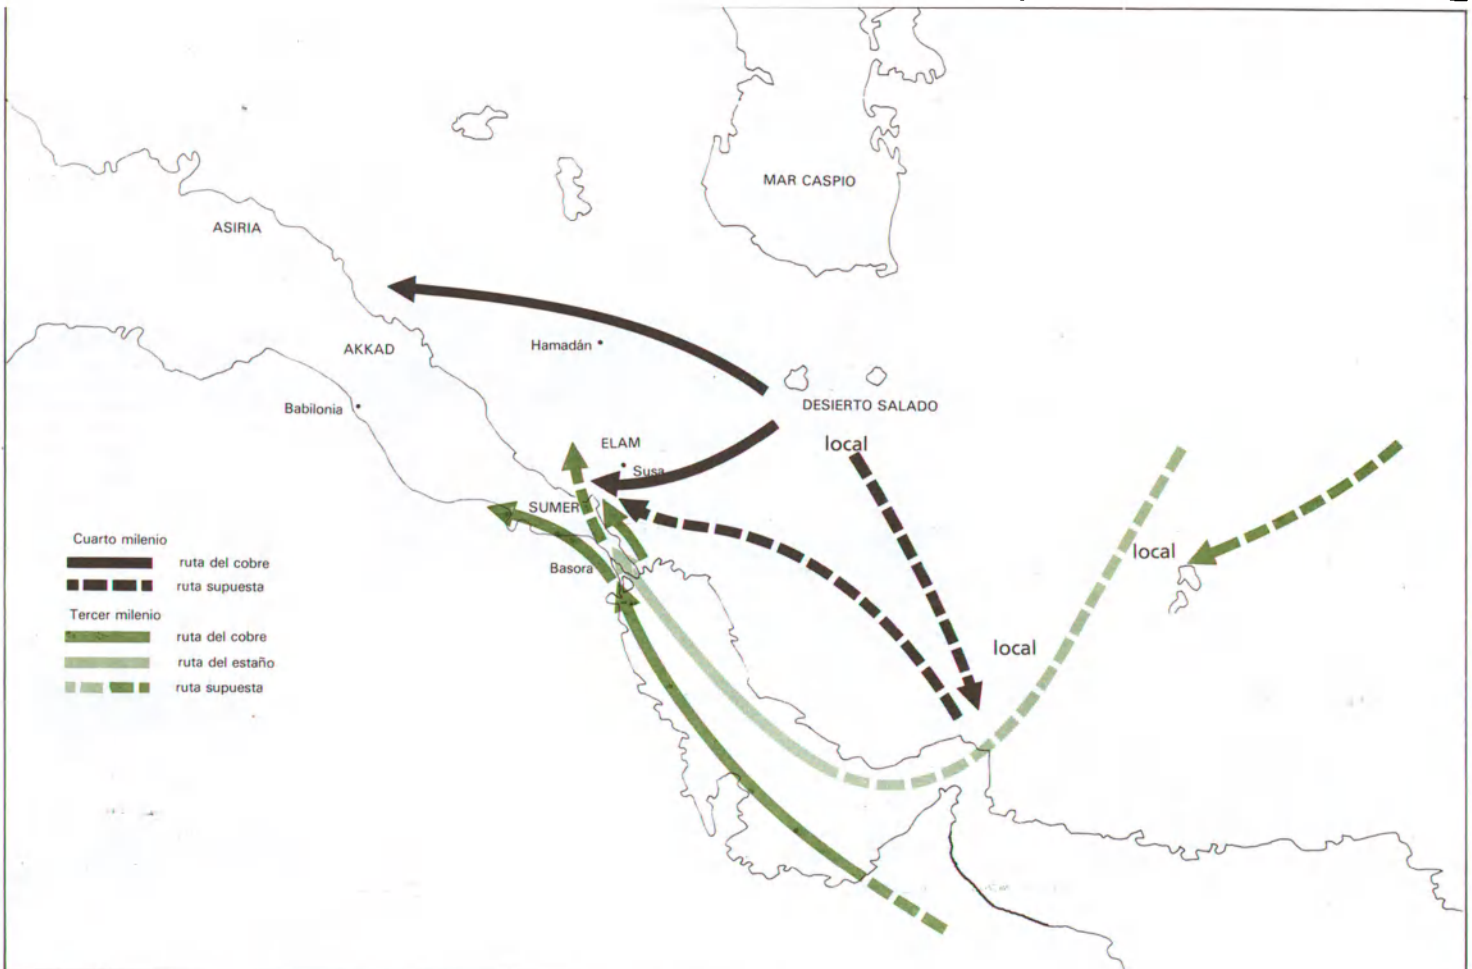 MAR CASPIO
ASIRIA
Hamadán
AKKAD
DESIERTO SALADO
Babilonia
ELAM
local
Susa
SUMER
Basora
local
local
Cuarto milenio
ruta del cobre
ruta supuesta
Tercer milenio
ruta del cobre
ruta del estaño
ruta supuesta